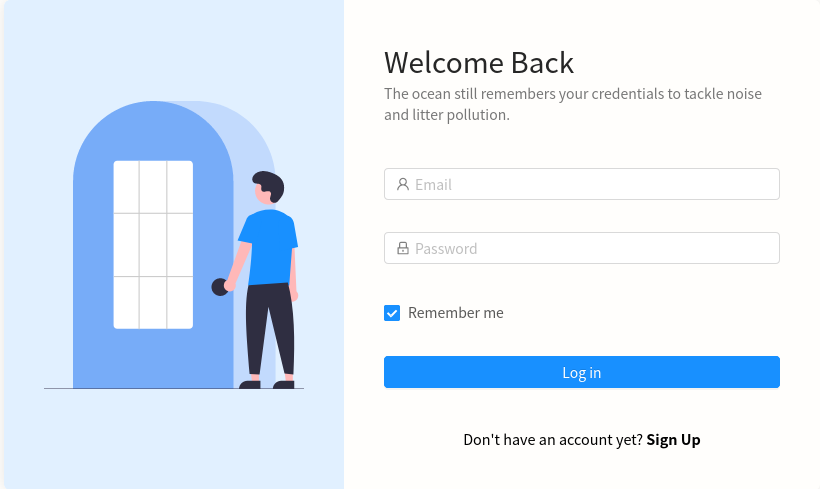 Welcome Back
The ocean still remembers your credentials to tackle noise
and litter pollution.
Email
Password
Remember me
Log in
Don't have an account yet? Sign Up